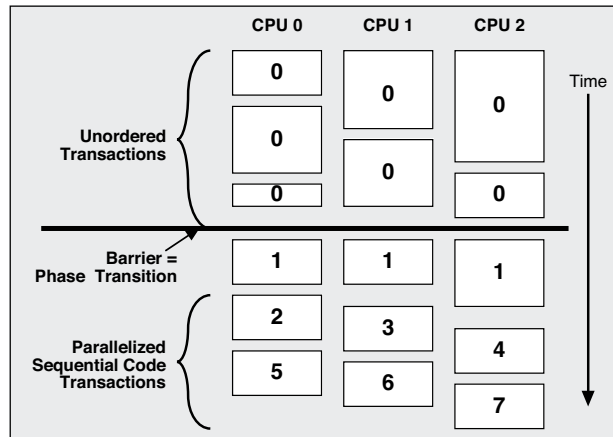 CPU 0 CPU 1 CPU 2
0 0 0
Time
0 0
Unordered
Transactions
0 0
Barrier =
Phase Transition
1 1 1
2 3 4
Parallelized
Sequential Code
Transactions
5 6 7